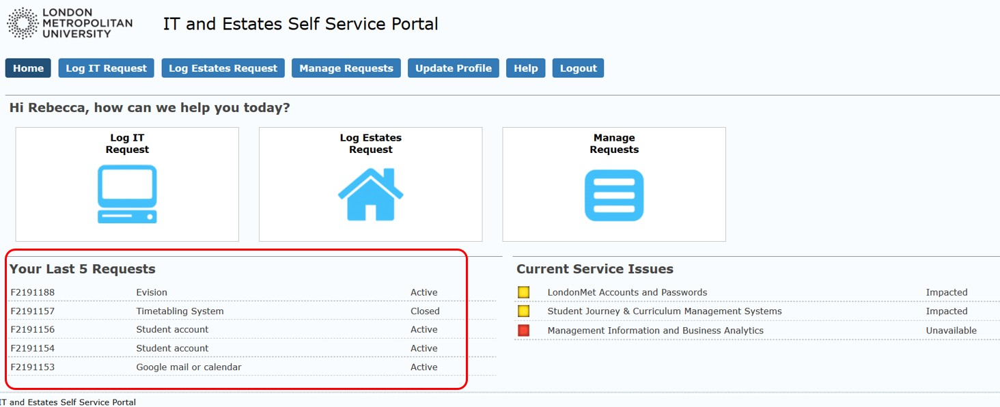 LONDON
METROPOLITAN
UNIVERSITY
IT and Estates Self Service Portal
Home Log IT Request Log Estates Request Manage Requests Update Profile Help Logout
Hi Rebecca, how can we help you today?
Log IT
Request
Log Estates
Request
Manage
Requests
Your Last 5 Requests
F2191188 Evision Active
F2191157 Timetabling System Closed
F2191156 Student account Active
F2191154 Student account Active
F2191153 Google mail or calendar Active
Current Service Issues
LondonMet Accounts and Passwords Impacted
Student Journey & Curriculum Management Systems Impacted
Management Information and Business Analytics Unavailable
IT and Estates Self Service Portal